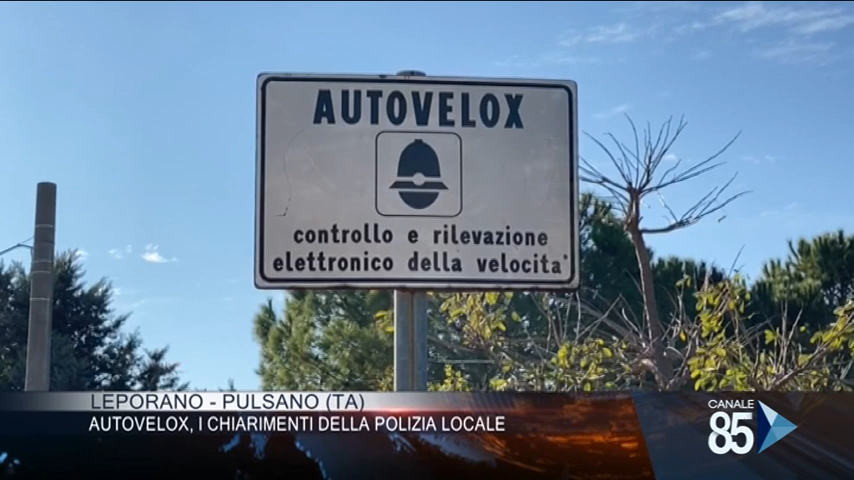 AUTOVELOX
controllo e rilevazione
elettronico della velocita'
LEPORANO - PULSANO (TA)
AUTOVELOX, I CHIARIMENTI DELLA POLIZIA LOCALE
CANALE
85